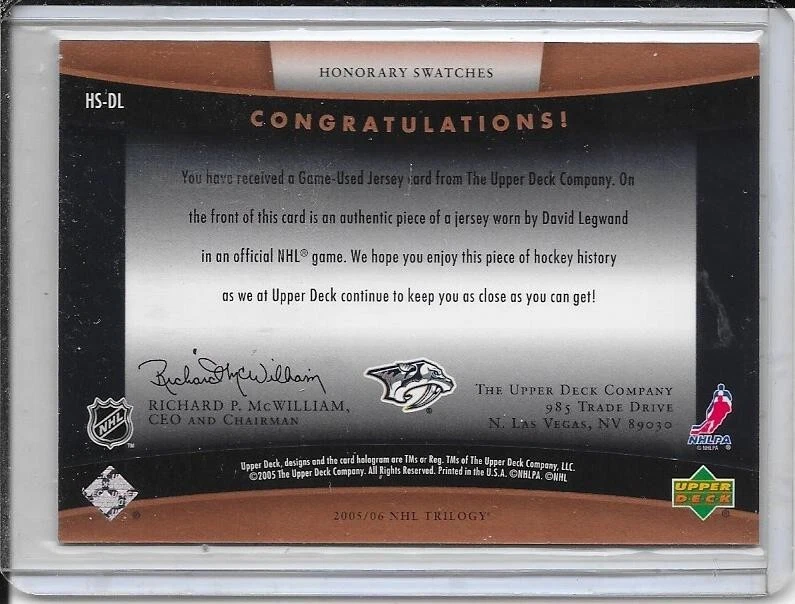 HONORARY SWATCHES
HS-DL
CONGRATULATIONS!
You have received a Game-Used Jersey card from The Upper Deck Company. On
the front of this card is an authentic piece of a jersey worn by David Legwand
in an official NHL® game. We hope you enjoy this piece of hockey history
as we at Upper Deck continue to keep you as close as you can get!
Richard McWilliam
RICHARD P. MCWILLIAM,
CEO AND CHAIRMAN
THE UPPER DECK COMPANY
985 TRADE DRIVE
N. LAS VEGAS, NV 89030
NHL
™
®
NHLPA
© NHLPA ®
Upper Deck, designs and the card hologram are TMs or Reg. TMs of The Upper Deck Company, LLC.
©2005 The Upper Deck Company. All Rights Reserved. Printed in the U.S.A. ©NHLPA. ©NHL
UPPER
DECK
®
2005/06 NHL TRILOGY®